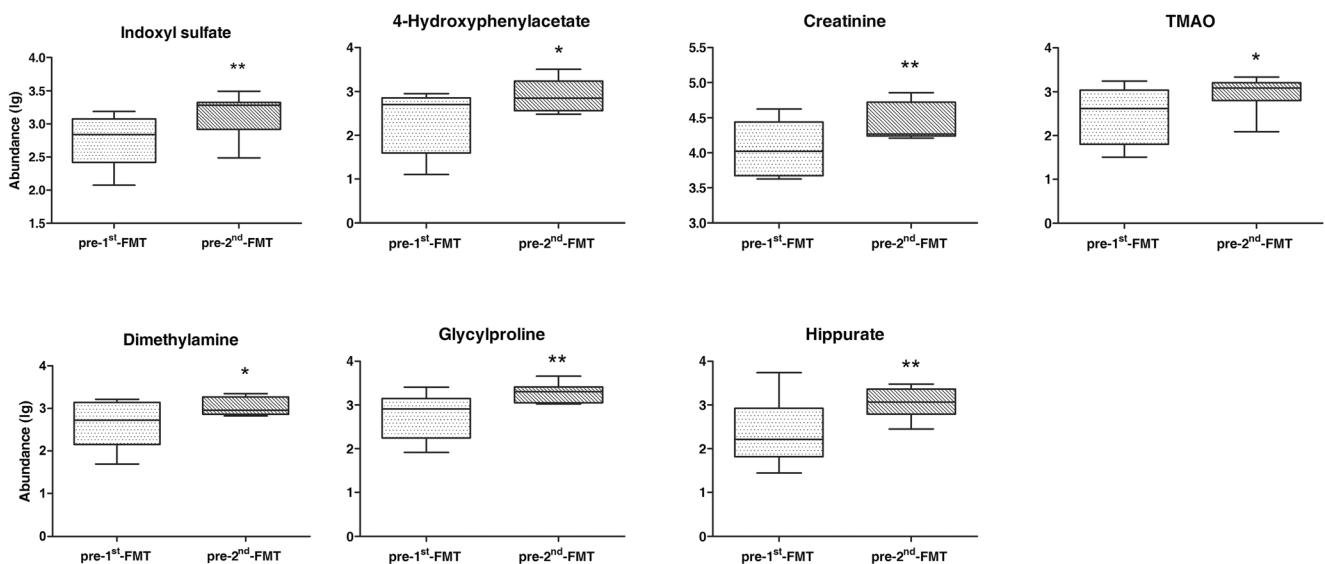 Indoxyl sulfate
4-Hydroxyphenylacetate
Creatinine
TMAO
Abundance (lg)
4.0
3.5
3.0
2.5
2.0
1.5
**
pre-1st-FMT
pre-2nd-FMT
4
3
2
1
0
*
pre-1st-FMT
pre-2nd-FMT
5.5
5.0
4.5
4.0
3.5
3.0
**
pre-1st-FMT
pre-2nd-FMT
4
3
2
1
0
*
pre-1st-FMT
pre-2nd-FMT
Dimethylamine
Glycylproline
Hippurate
Abundance (lg)
4
3
2
1
0
*
pre-1st-FMT
pre-2nd-FMT
4
3
2
1
0
**
pre-1st-FMT
pre-2nd-FMT
4
3
2
1
0
**
pre-1st-FMT
pre-2nd-FMT